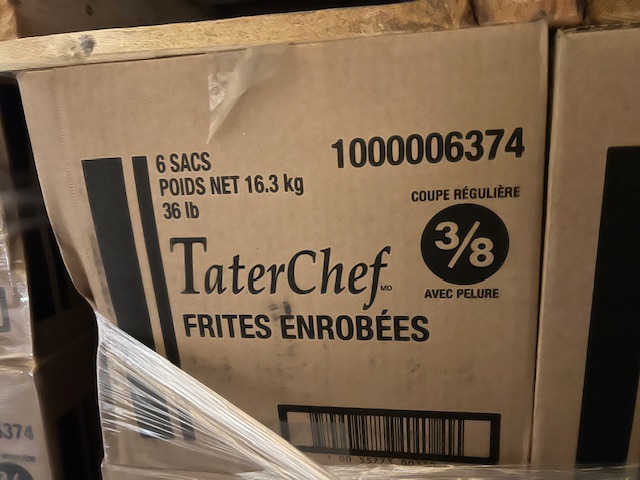 6 SACS
POIDS NET 16.3 kg
36 lb
1000006374
COUPE RÉGULIÈRE
3/8
AVEC PELURE
TaterChef MD
FRITES ENROBÉES
6374